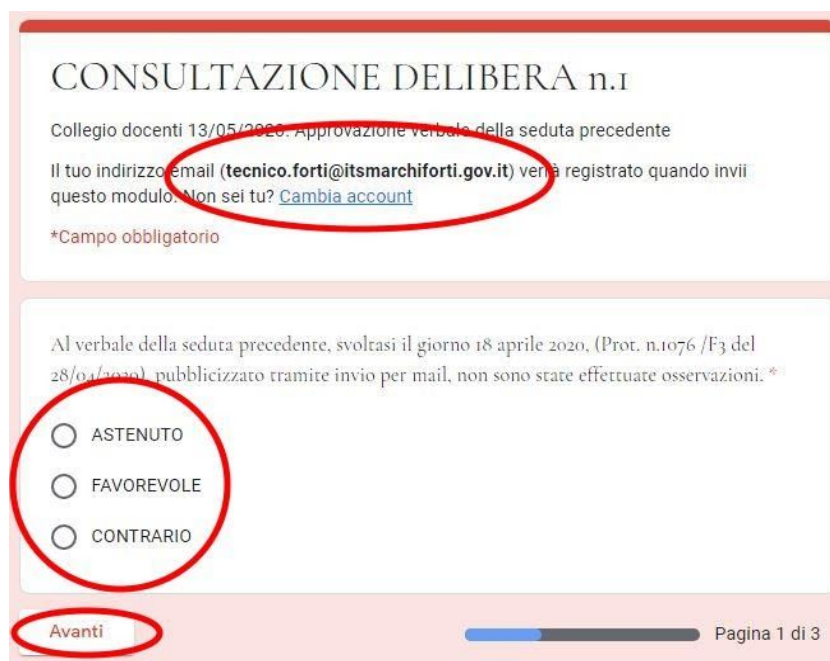 CONSULTAZIONE DELIBERA n.1
Collegio docenti 13/05/2020. Approvazione verbale della seduta precedente
Il tuo indirizzo email (tecnico.forti@itsmarchiforti.gov.it) verrà registrato quando invii
questo modulo. Non sei tu? Cambia account
*Campo obbligatorio
Al verbale della seduta precedente, svoltasi il giorno 18 aprile 2020, (Prot. n.1076 /F3 del
28/04/2020), pubblicizzato tramite invio per mail, non sono state effettuate osservazioni. *
ASTENUTO
FAVOREVOLE
CONTRARIO
Avanti
Pagina 1 di 3